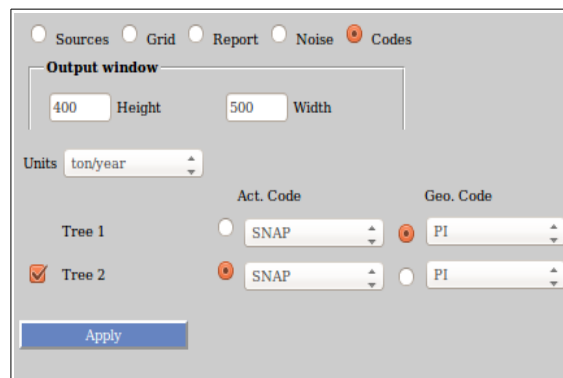 Sources Grid Report Noise Codes
Output window
400 Height 500 Width
Units ton/year
Act. Code Geo. Code
Tree 1 SNAP PI
Tree 2 SNAP PI
Apply